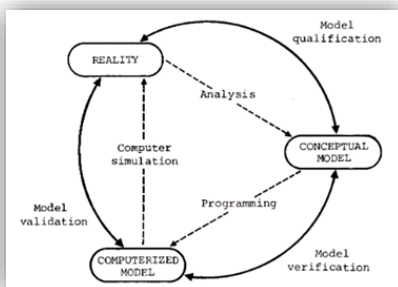 Model
qualification
REALITY
Analysis
Computer
simulation
CONCEPTUAL
MODEL
Programming
Model
validation
COMPUTERIZED
MODEL
Model
verification